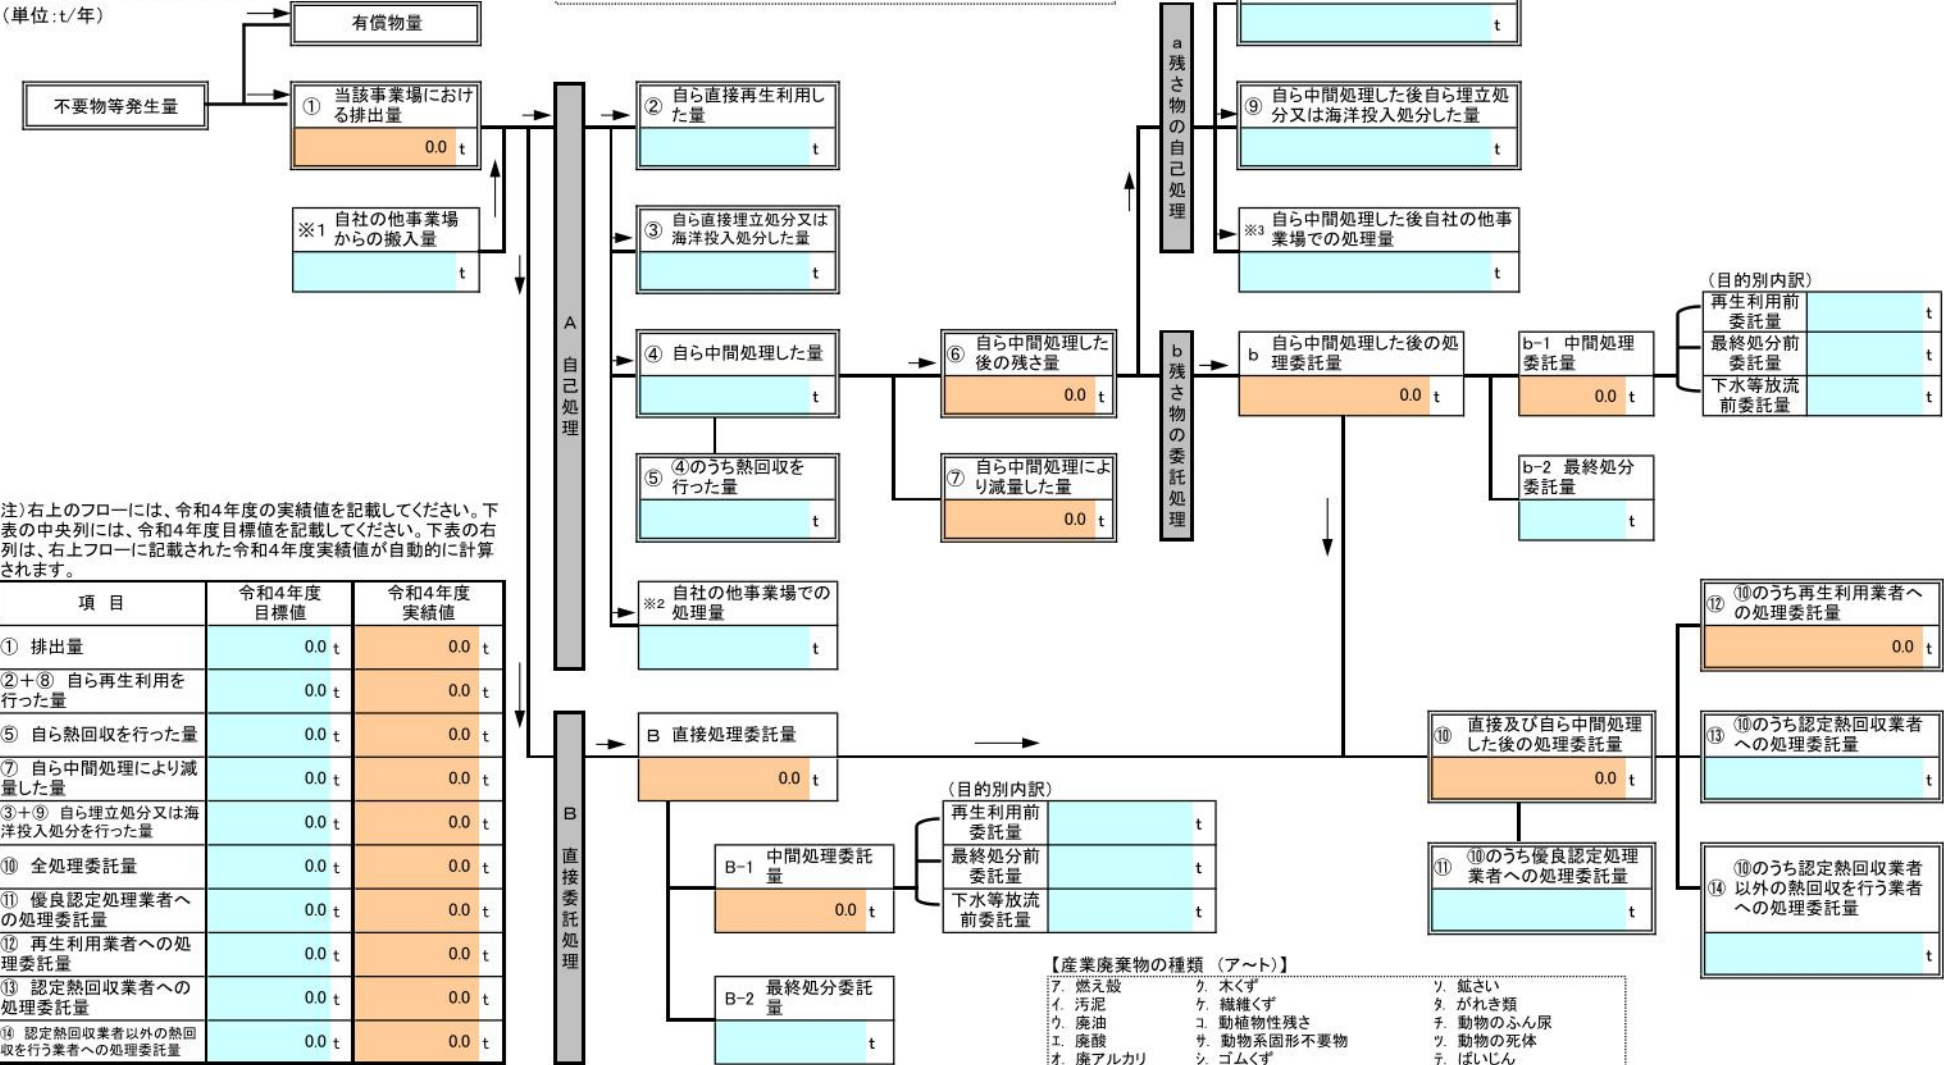 (単位:t/年)
有償物量
不要物等発生量
① 当該事業場におけ
る排出量
0.0 t
※1 自社の他事業場
からの搬入量
t
A 自己処理
② 自ら直接再生利用し
た量
t
③ 自ら直接埋立処分又は
海洋投入処分した量
t
④ 自ら中間処理した量
t
⑤ ④のうち熱回収を
行った量
t
※2 自社の他事業場での
処理量
t
⑥ 自ら中間処理した
後の残さ量
0.0 t
⑦ 自ら中間処理によ
り減量した量
0.0 t
a残さ物の自己処理
t
⑨ 自ら中間処理した後自ら埋立処
分又は海洋投入処分した量
t
※3 自ら中間処理した後自社の他事
業場での処理量
t
b残さ物の委託処理
b 自ら中間処理した後の処
理委託量
0.0 t
b-1 中間処理
委託量
0.0 t
b-2 最終処分
委託量
t
(目的別内訳)
再生利用前
委託量
t
最終処分前
委託量
t
下水等放流
前委託量
t
注)右上のフローには、令和4年度の実績値を記載してください。下
表の中央列には、令和4年度目標値を記載してください。下表の右
列は、右上フローに記載された令和4年度実績値が自動的に計算
されます。
項 目 令和4年度 令和4年度
目標値 実績値
① 排出量 0.0 t 0.0 t
②+⑧ 自ら再生利用を
行った量 0.0 t 0.0 t
⑤ 自ら熱回収を行った量 0.0 t 0.0 t
⑦ 自ら中間処理により減
量した量 0.0 t 0.0 t
③+⑨ 自ら埋立処分又は海
洋投入処分を行った量 0.0 t 0.0 t
⑩ 全処理委託量 0.0 t 0.0 t
⑪ 優良認定処理業者へ
の処理委託量 0.0 t 0.0 t
⑫ 再生利用業者への処
理委託量 0.0 t 0.0 t
⑬ 認定熱回収業者への
処理委託量 0.0 t 0.0 t
⑭ 認定熱回収業者以外の熱回
収を行う業者への処理委託量 0.0 t 0.0 t
B 直接委託処理
B 直接処理委託量
0.0 t
B-1 中間処理委託
量
0.0 t
B-2 最終処分委託
量
t
(目的別内訳)
再生利用前
委託量
t
最終処分前
委託量
t
下水等放流
前委託量
t
⑩ 直接及び自ら中間処理
した後の処理委託量
0.0 t
⑪ ⑩のうち優良認定処理
業者への処理委託量
t
⑫ ⑩のうち再生利用業者へ
の処理委託量
0.0 t
⑬ ⑩のうち認定熱回収業者
への処理委託量
t
⑭ ⑩のうち認定熱回収業者
以外の熱回収を行う業者
への処理委託量
t
【産業廃棄物の種類 (ア~ト)】
ア. 燃え殻 ク. 木くず ソ. 鉱さい
イ. 汚泥 ケ. 繊維くず タ. がれき類
ウ. 廃油 コ. 動植物性残さ チ. 動物のふん尿
エ. 廃酸 サ. 動物系固形不要物 ツ. 動物の死体
オ. 廃アルカリ シ. ゴムくず テ. ばいじん